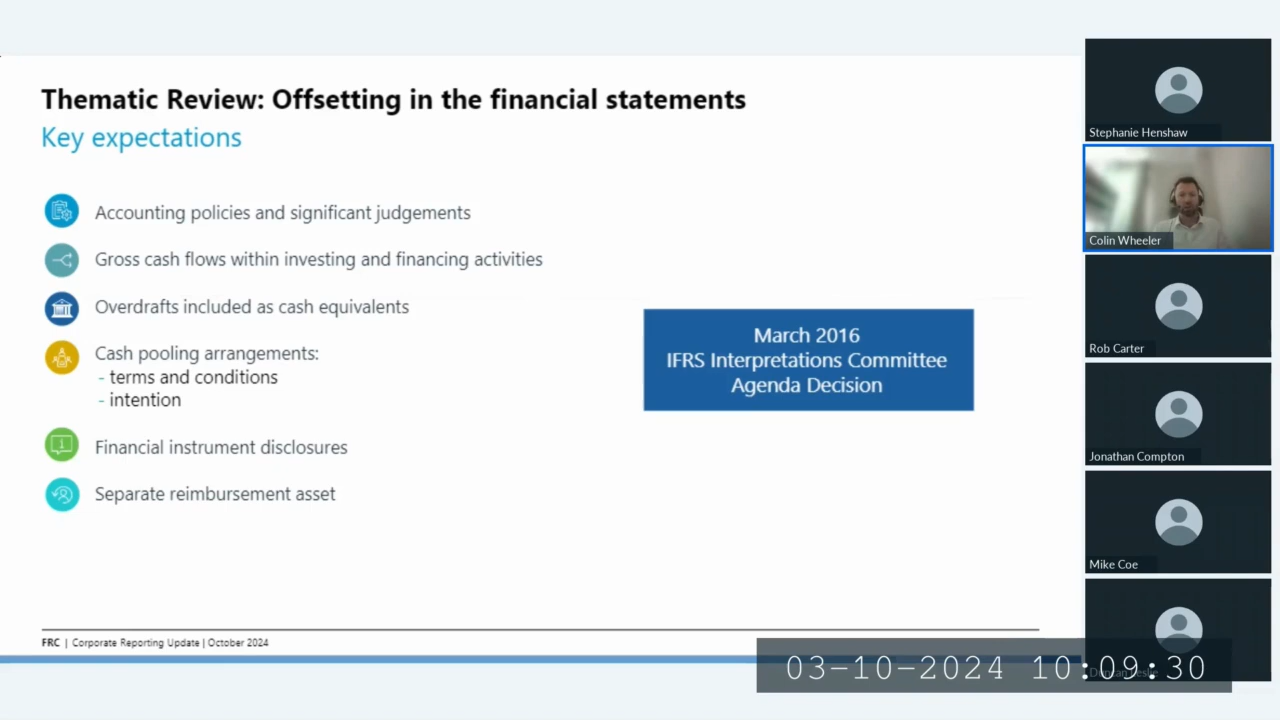 Thematic Review: Offsetting in the financial statements
Key expectations
Accounting policies and significant judgements
Gross cash flows within investing and financing activities
Overdrafts included as cash equivalents
Cash pooling arrangements:
- terms and conditions
- intention
Financial instrument disclosures
Separate reimbursement asset
March 2016
IFRS Interpretations Committee
Agenda Decision
FRC | Corporate Reporting Update | October 2024
Stephanie Henshaw
Colin Wheeler
Rob Carter
Jonathan Compton
Mike Coe
03-10-2024 10:09:30